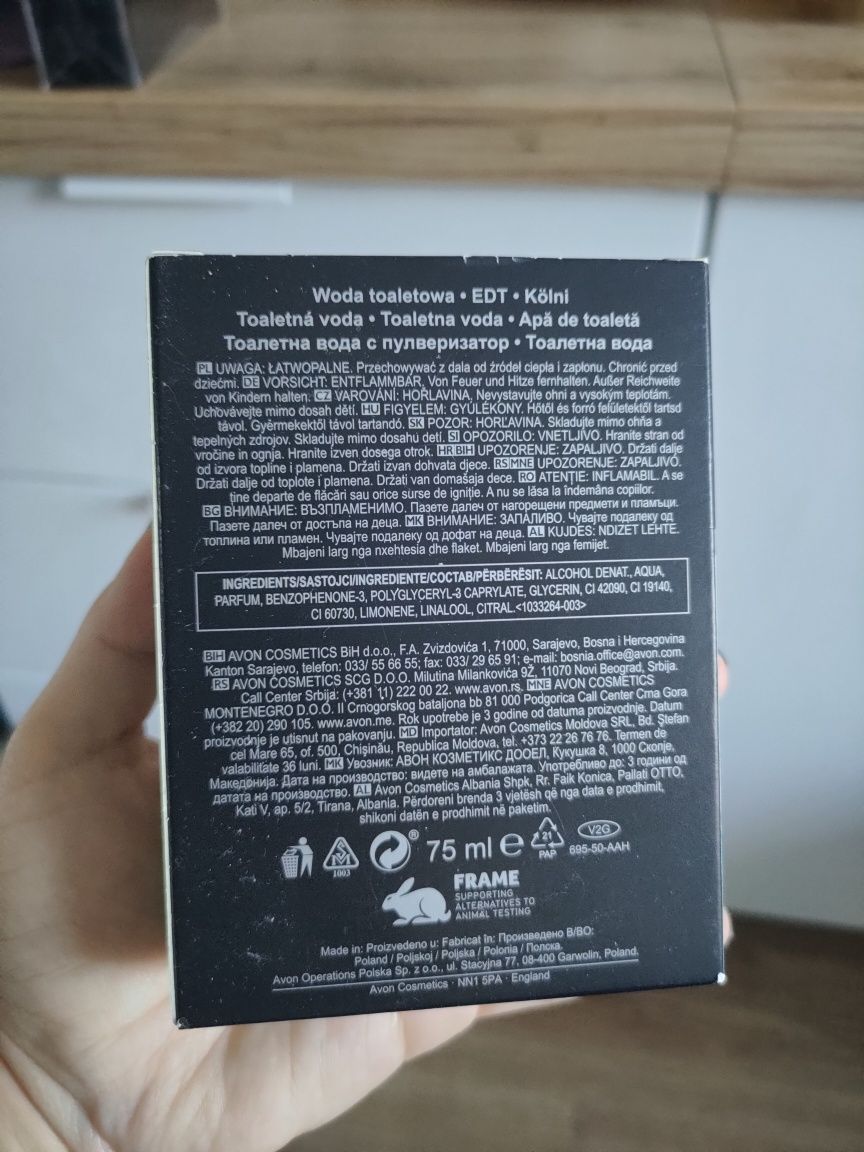 Woda toaletowa • EDT • Kölni
Toaletná voda • Toaletna voda • Apă de toaletă
Тоалетна вода с пулверизатор • Тоалетна вода
PL UWAGA: ŁATWOPALNE. Przechowywać z dala od źródeł ciepła i zapłonu. Chronić przed
dziećmi. DE VORSICHT: ENTFLAMMBAR. Von Feuer und Hitze fernhalten. Außer Reichweite
von Kindern halten. CZ VAROVÁNÍ: HOŘLAVINA, Nevystavujte ohni a vysokým teplotám.
Uchovávejte mimo dosah dětí. HU FIGYELEM: GYÚLÉKONY. Hőtől és forró felületektől tartsd
távol. Gyermekektől távol tartandó. SK POZOR: HORĽAVINA. Skladujte mimo ohňa a
tepelných zdrojov. Skladujte mimo dosahu detí. SI OPOZORILO: VNETLJIVO. Hranite stran od
vročine in ognja. Hranite izven dosega otrok. HR BIH UPOZORENJE: ZAPALJIVO. Držati dalje
od izvora topline i plamena. Držati izvan dohvata djece. RS MNE UPOZORENJE: ZAPALJIVO.
Držati dalje od toplote i plamena. Držati van domašaja dece. RO ATENȚIE: INFLAMABIL. A se
ține departe de flăcări sau orice surse de igniție. A nu se lăsa la îndemâna copiilor.
BG ВНИМАНИЕ: ВЪЗПЛАМЕНИМО. Пазете далеч от нагорещени предмети и пламъци.
Пазете далеч от достъпа на деца. MK ВНИМАНИЕ: ЗАПАЛИВО. Чувајте подалеку од
топлина или пламен. Чувајте подалеку од дофат на деца. AL KUJDES: NDIZET LEHTE.
Mbajeni larg nga nxehtesia dhe flaket. Mbajeni larg nga femijet.
INGREDIENTS/SASTOJCI/INGREDIENTE/СОСТАВ/PËRBËRËSIT: ALCOHOL DENAT., AQUA,
PARFUM, BENZOPHENONE-3, POLYGLYCERYL-3 CAPRYLATE, GLYCERIN, CI 42090, CI 19140,
CI 60730, LIMONENE, LINALOOL, CITRAL.<1033264-003>
BIH AVON COSMETICS BiH d.o.o., F.A. Zvizdovića 1, 71000, Sarajevo, Bosna i Hercegovina
Kanton Sarajevo, telefon: 033/ 55 66 55; fax: 033/ 29 65 91; e-mail: bosnia.office@avon.com.
RS AVON COSMETICS SCG D.O.O. Milutina Milankovića 9ž, 11070 Novi Beograd, Srbija.
Call Center Srbija: (+381 11) 222 00 22. www.avon.rs. MNE AVON COSMETICS
MONTENEGRO D.O.O. II Crnogorskog bataljona bb 81 000 Podgorica Call Center Crna Gora
(+382 20) 290 105. www.avon.me. Rok upotrebe je 3 godine od datuma proizvodnje. Datum
proizvodnje je utisnut na pakovanju. MD Importator: Avon Cosmetics Moldova SRL, Bd. Ștefan
cel Mare 65, of. 500, Chișinău, Republica Moldova, tel. +373 22 26 76 76. Termen de
valabilitate 36 luni. MK Увозник: АВОН КОЗМЕТИКС ДООЕЛ, Кукушка 8, 1000 Скопје,
Македонија. Дата на производство: видете на амбалажата. Употребливо до: 3 години од
датата на производство. AL Avon Cosmetics Albania Shpk, Rr. Faik Konica, Pallati OTTO,
Kati V, ap. 5/2, Tirana, Albania. Përdoreni brenda 3 vjetësh që nga data e prodhimit,
shikoni datën e prodhimit në paketim.
1003 ® 75 ml e 21 PAP V2G 695-50-AAH
FRAME
SUPPORTING
ALTERNATIVES TO
ANIMAL TESTING
Made in: Proizvedeno u: Fabricat în: Произведено В/ВО:
Poland / Poljskoj / Poljska / Polonia / Полска.
Avon Operations Polska Sp. z o.o., ul. Stacyjna 77, 08-400 Garwolin, Poland.
Avon Cosmetics · NN1 5PA · England